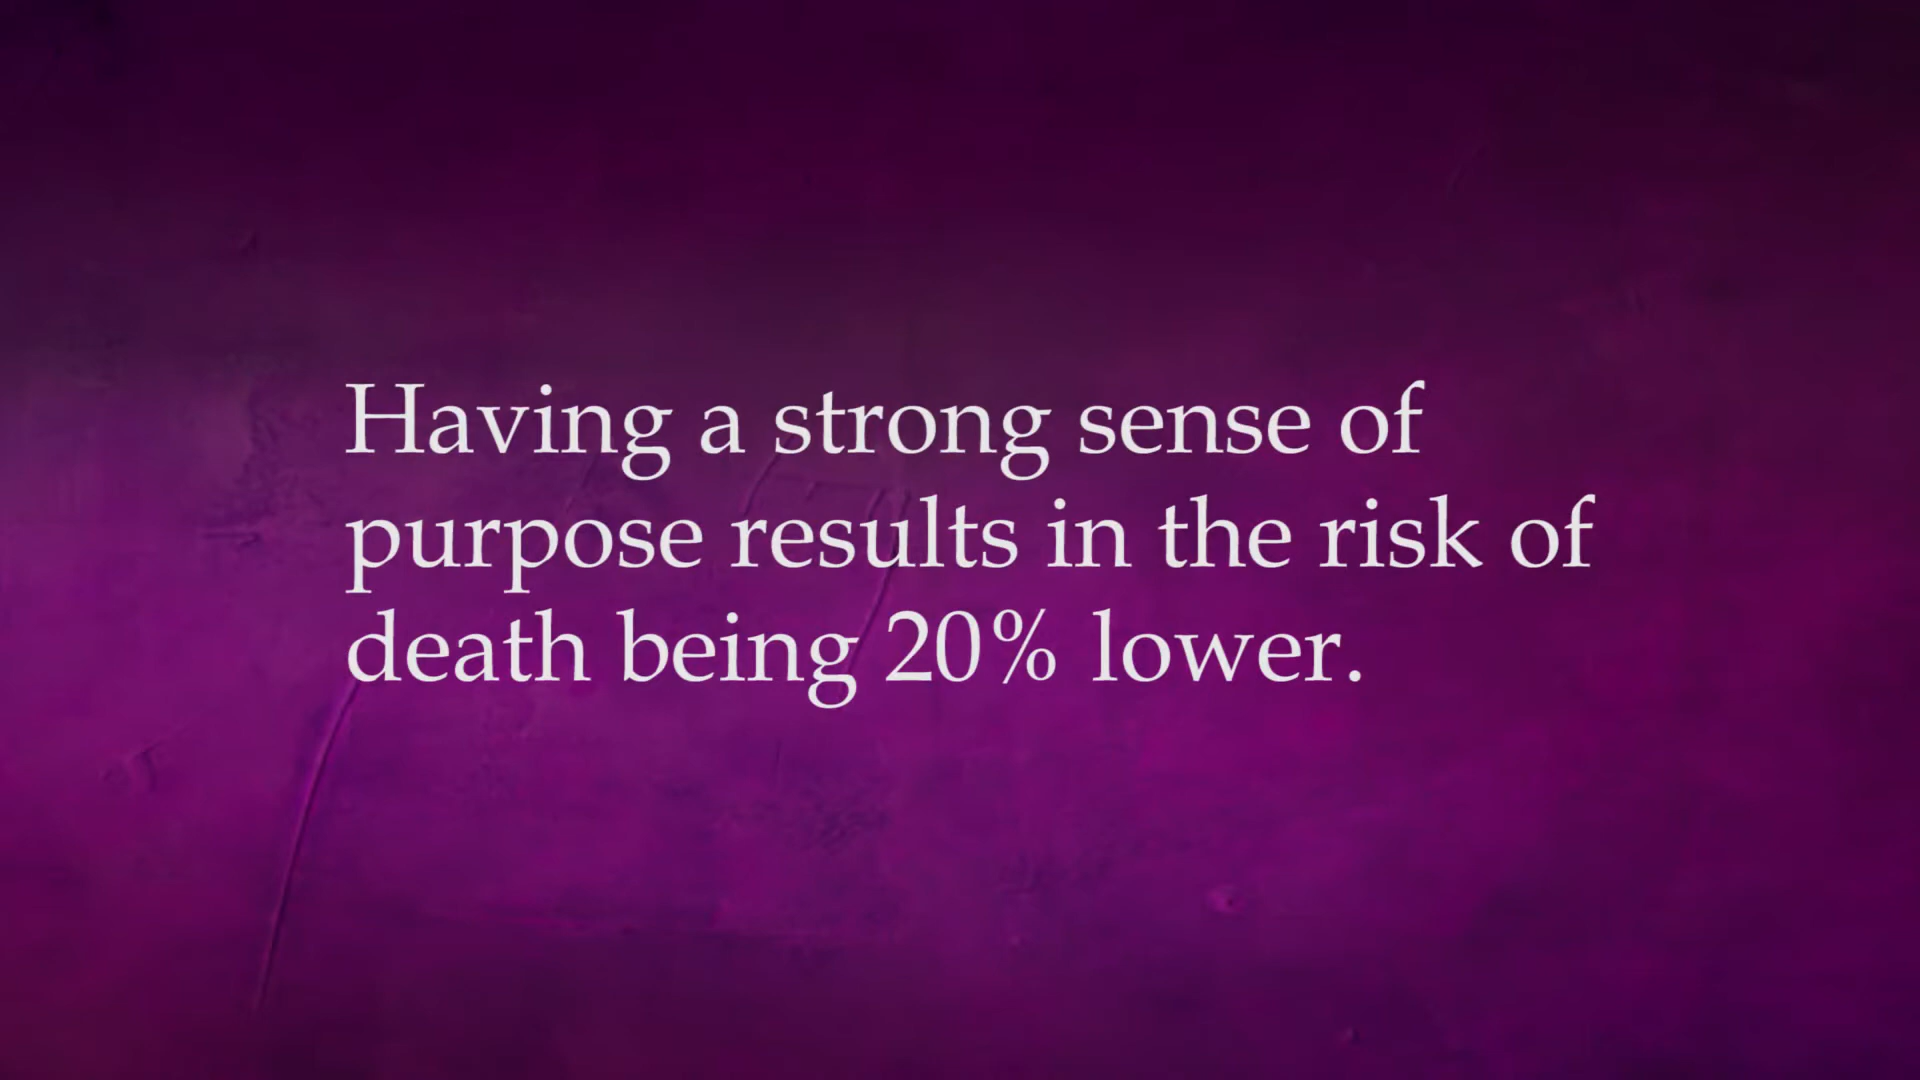 Having a strong sense of
purpose results in the risk of
death being 20% lower.